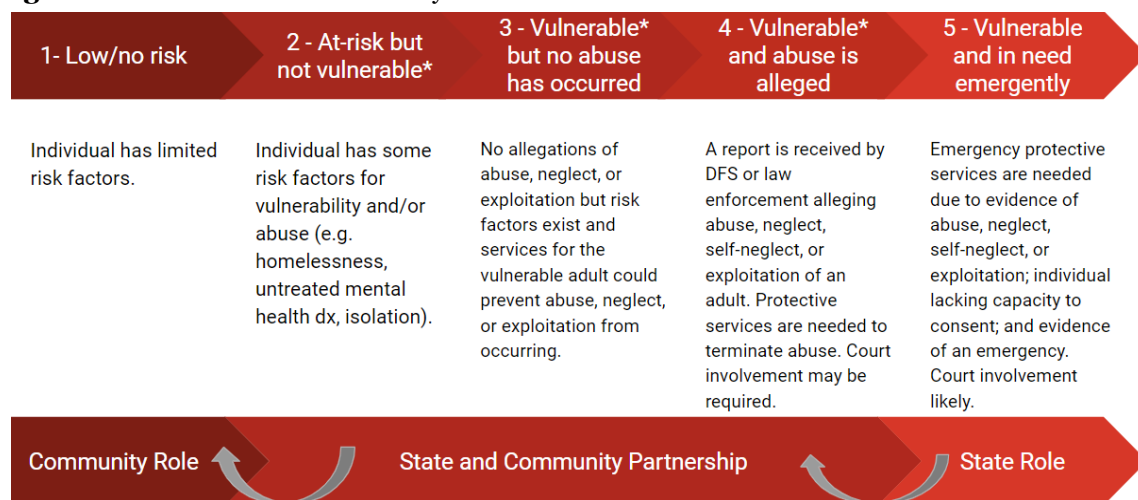 1- Low/no risk
2 - At-risk but
not vulnerable*
3 - Vulnerable*
but no abuse
has occurred
4 - Vulnerable*
and abuse is
alleged
5 - Vulnerable
and in need
emergently
Individual has limited
risk factors.
Individual has some
risk factors for
vulnerability and/or
abuse (e.g.
homelessness,
untreated mental
health dx, isolation).
No allegations of
abuse, neglect, or
exploitation but risk
factors exist and
services for the
vulnerable adult could
prevent abuse, neglect,
or exploitation from
occurring.
A report is received by
DFS or law
enforcement alleging
abuse, neglect,
self-neglect, or
exploitation of an
adult. Protective
services are needed to
terminate abuse. Court
involvement may be
required.
Emergency protective
services are needed
due to evidence of
abuse, neglect,
self-neglect, or
exploitation; individual
lacking capacity to
consent; and evidence
of an emergency.
Court involvement
likely.
Community Role
State and Community Partnership
State Role